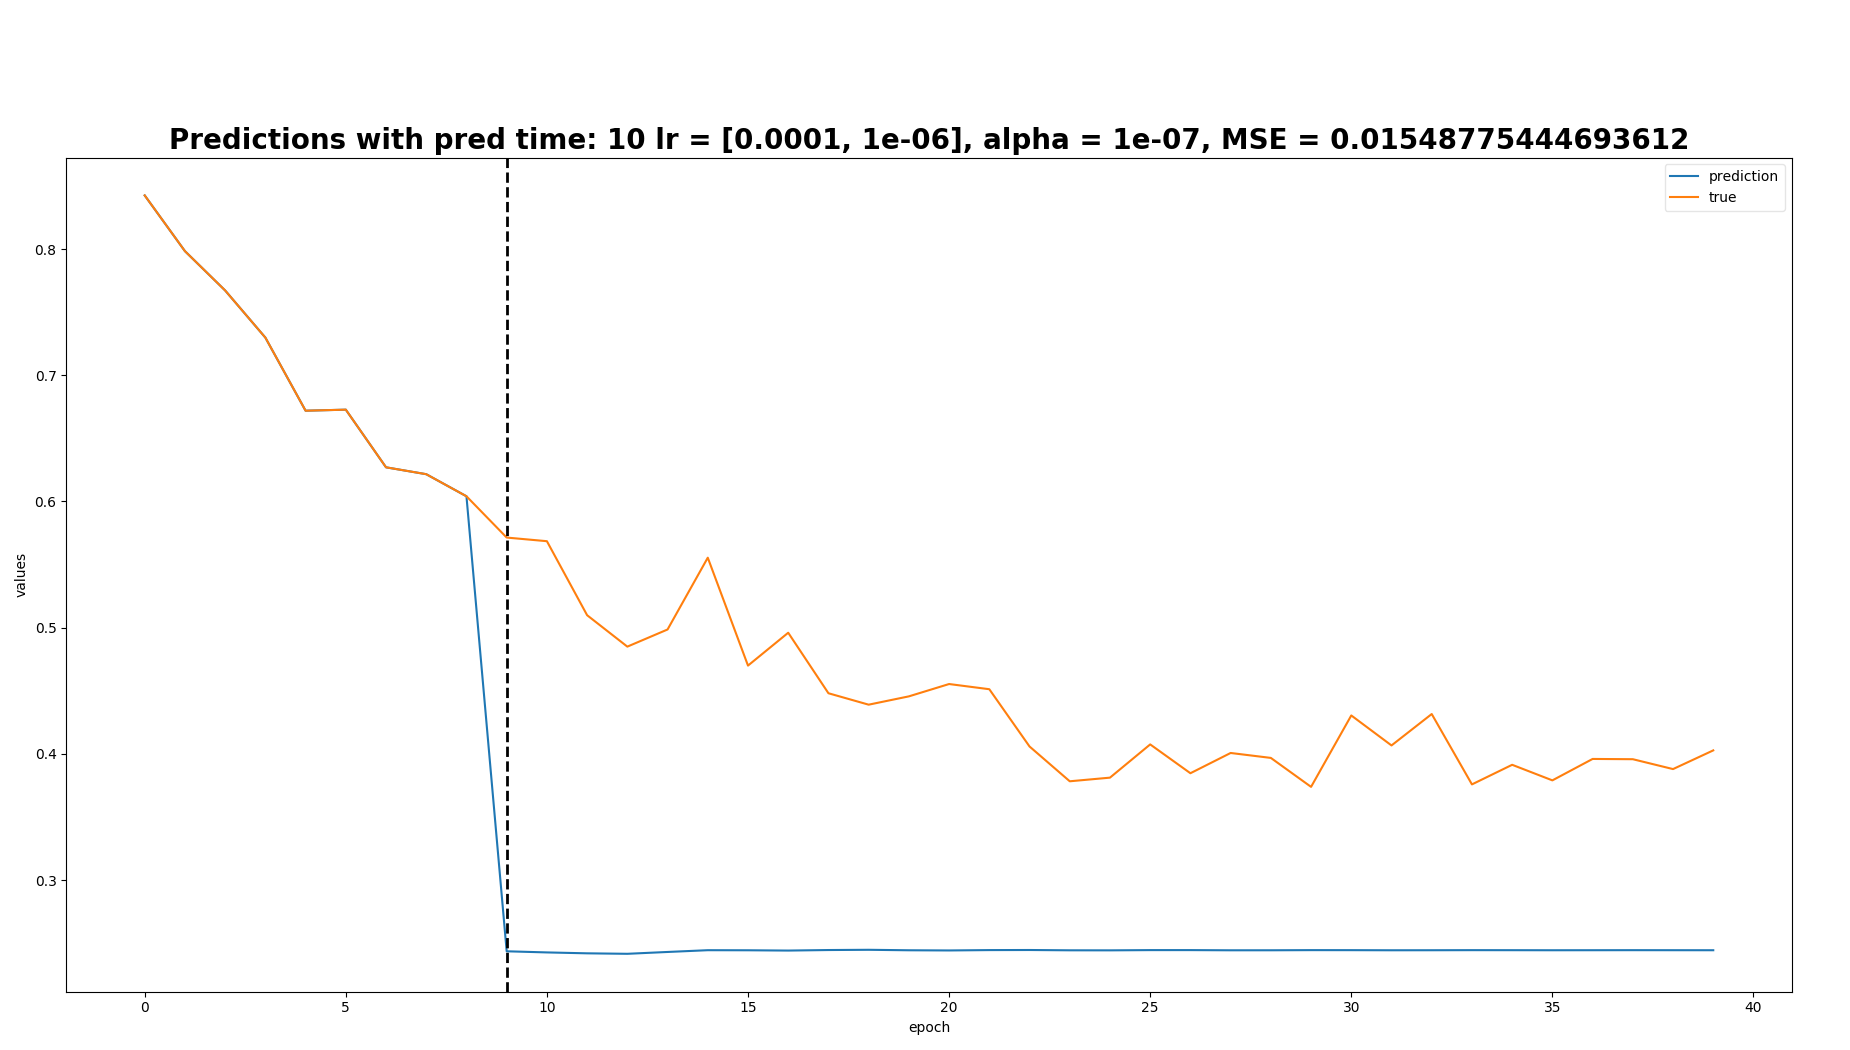 Predictions with pred time: 10 lr = [0.0001, 1e-06], alpha = 1e-07, MSE = 0.01548775444693612
prediction
true
0.8
0.7
0.6
0.5
0.4
0.3
values
0 5 10 15 20 25 30 35 40
epoch